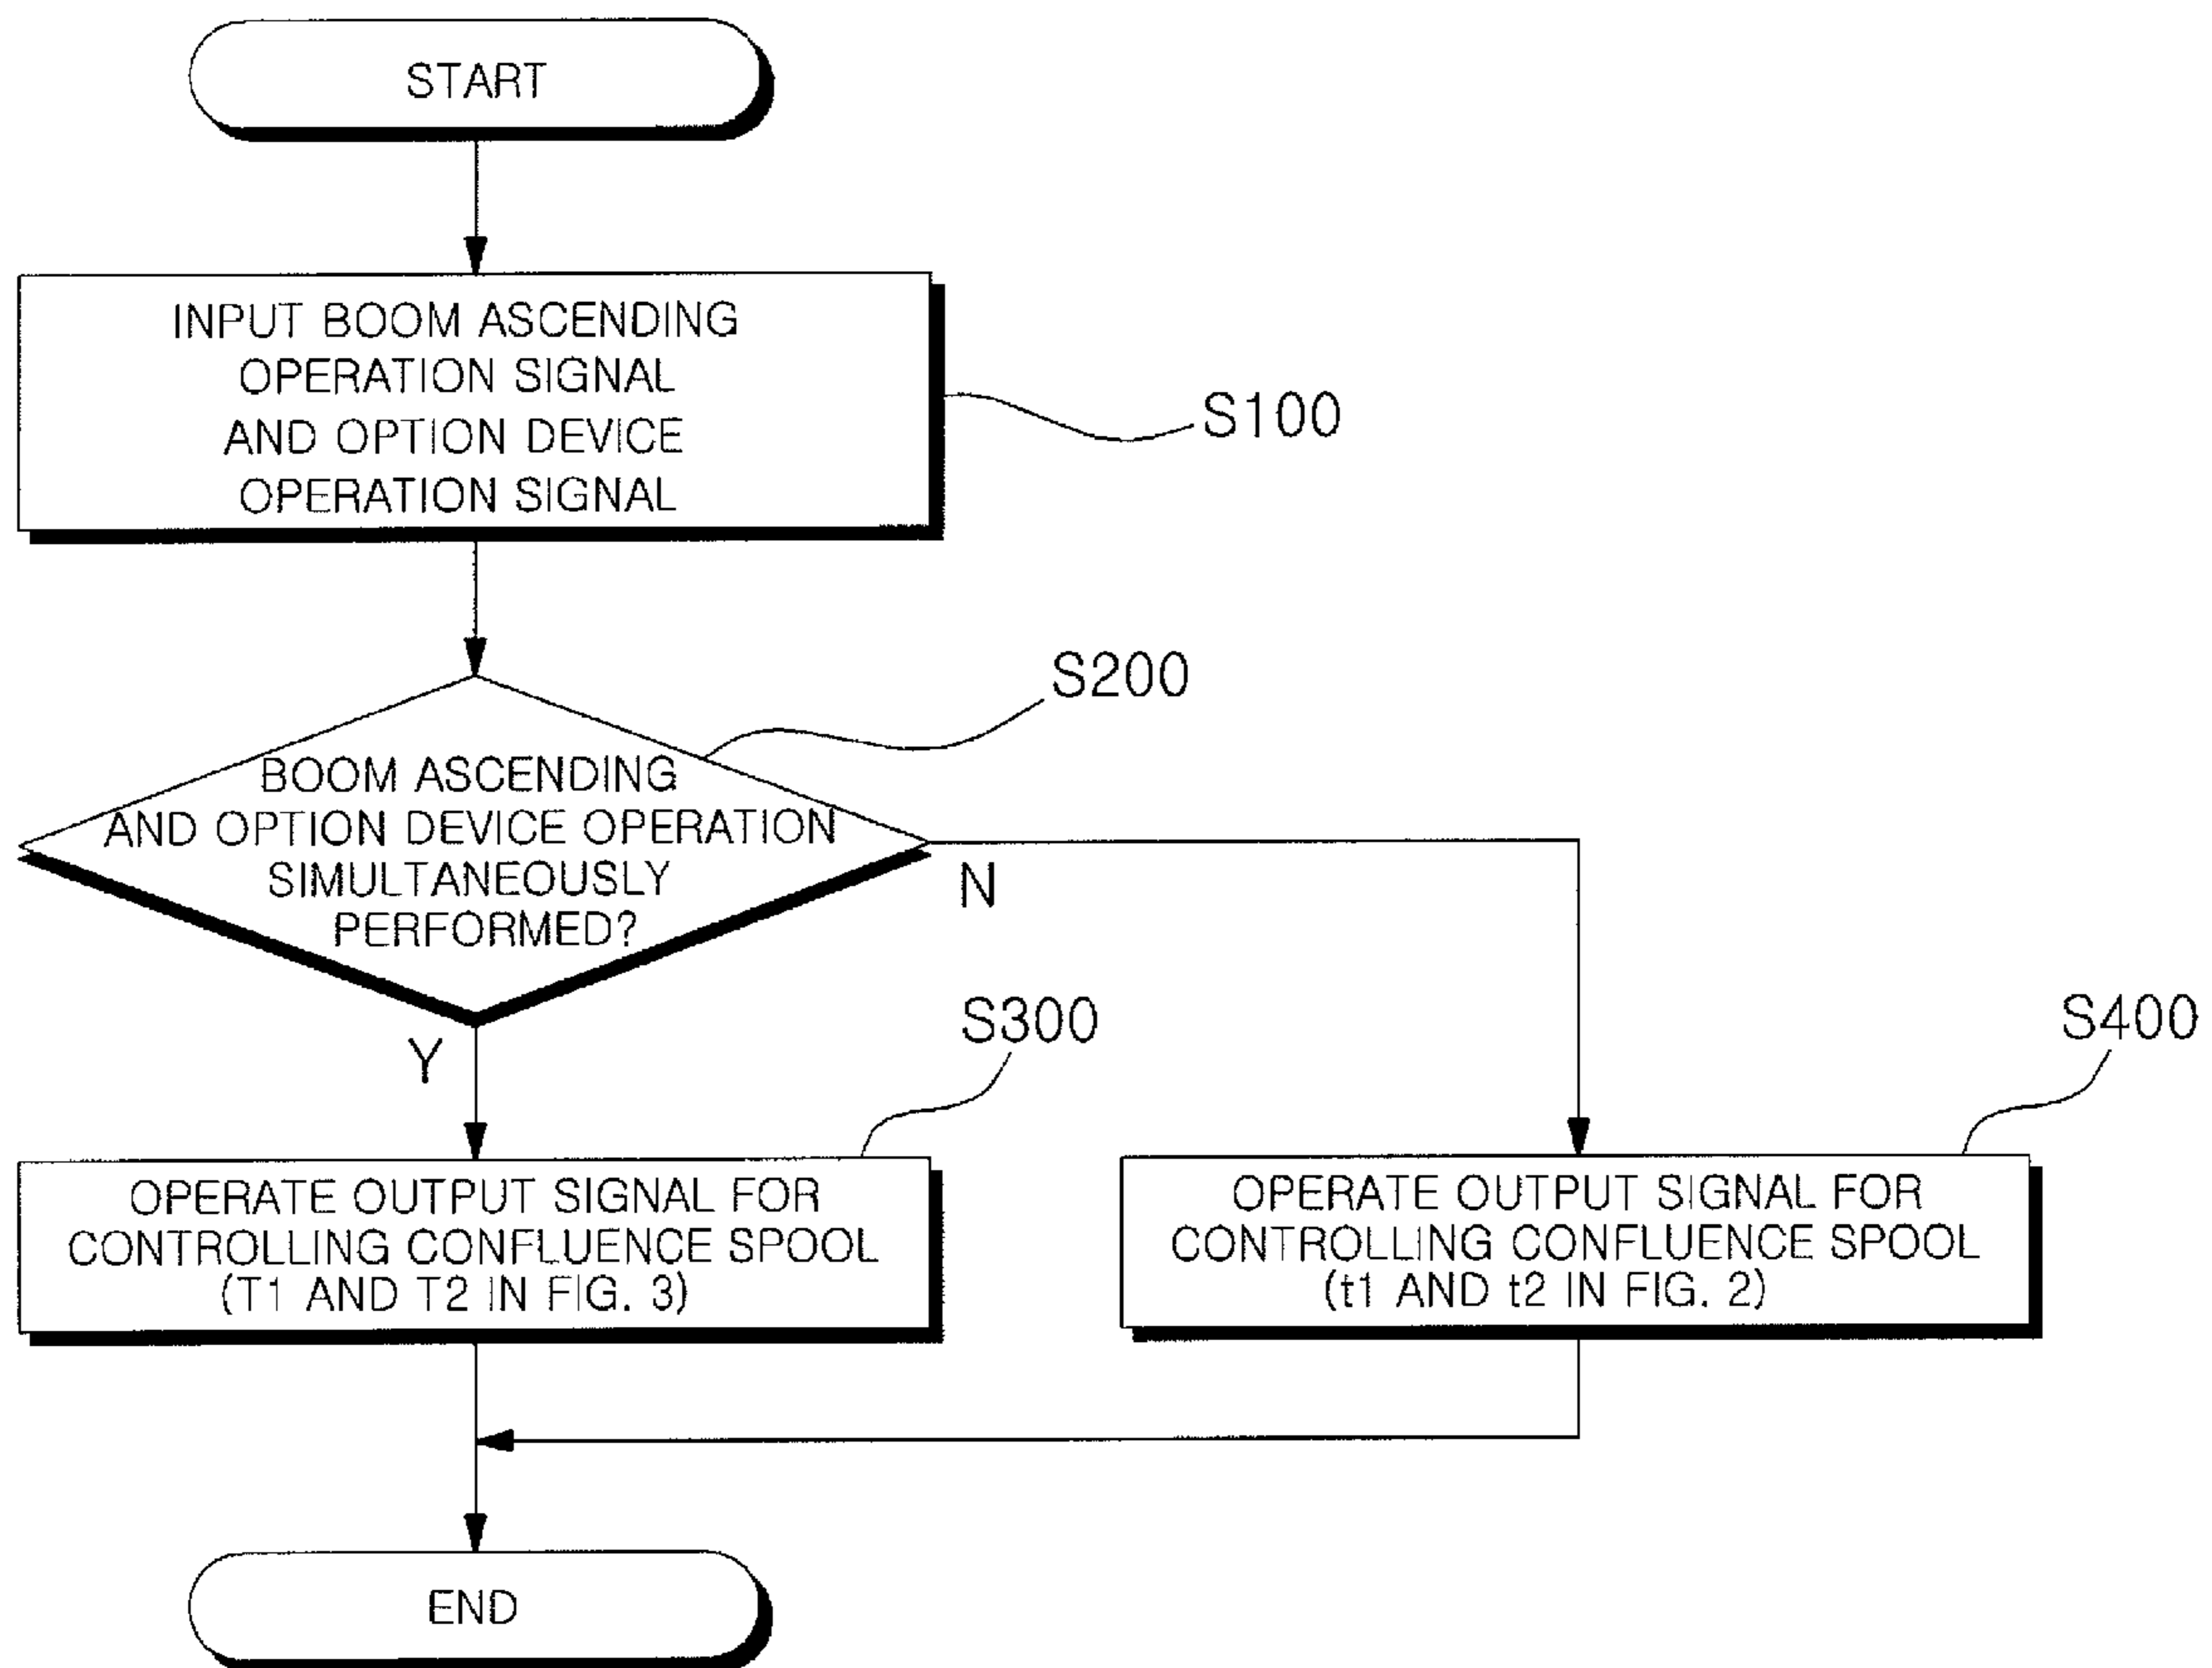 START
INPUT BOOM ASCENDING
OPERATION SIGNAL
AND OPTION DEVICE
OPERATION SIGNAL
S100
S200
BOOM ASCENDING
AND OPTION DEVICE OPERATION
SIMULTANEOUSLY
PERFORMED?
N
Y
S300
S400
OPERATE OUTPUT SIGNAL FOR
CONTROLLING CONFLUENCE SPOOL
(T1 AND T2 IN FIG. 3)
OPERATE OUTPUT SIGNAL FOR
CONTROLLING CONFLUENCE SPOOL
(t1 AND t2 IN FIG. 2)
END